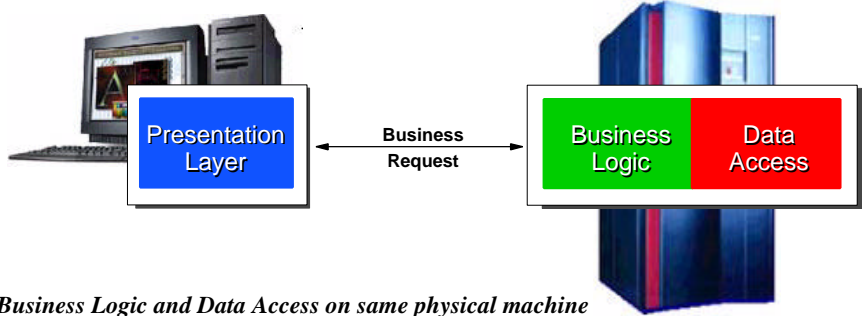 Presentation
Layer
Business
Request
Business
Logic
Data
Access
Business Logic and Data Access on same physical machine